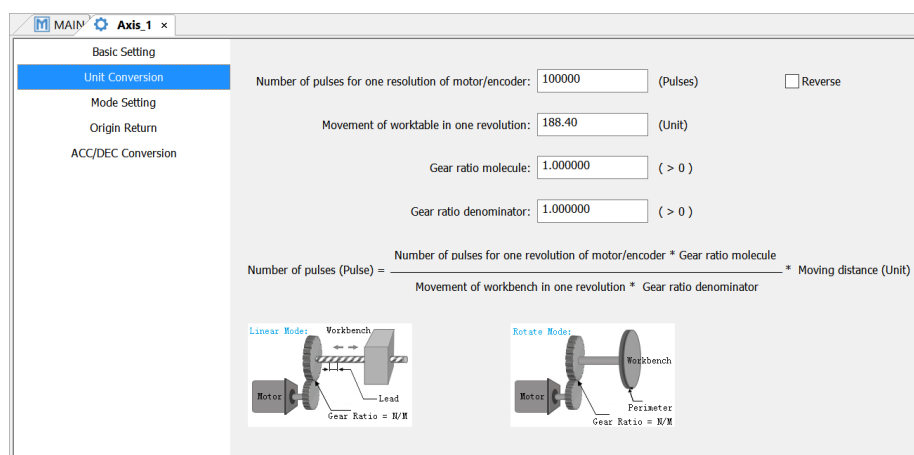 MAIN Axis_1 ×
Basic Setting
Unit Conversion
Mode Setting
Origin Return
ACC/DEC Conversion
Number of pulses for one resolution of motor/encoder: 100000 (Pulses) Reverse
Movement of worktable in one revolution: 188.40 (Unit)
Gear ratio molecule: 1.000000 ( > 0 )
Gear ratio denominator: 1.000000 ( > 0 )
Number of pulses for one revolution of motor/encoder * Gear ratio molecule
Number of pulses (Pulse) = * Moving distance (Unit)
Movement of workbench in one revolution * Gear ratio denominator
Linear Mode: Workbench
Motor
Lead
Gear Ratio = N/M
Rotate Mode:
Workbench
Motor
Perimeter
Gear Ratio = N/M